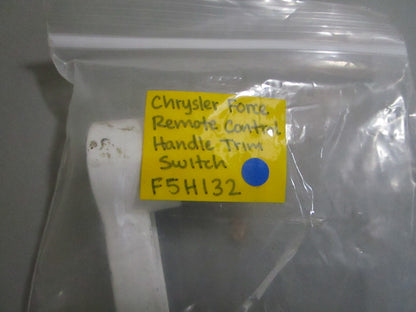 Chrysler Force
Remote Control
Handle Trim
Switch
F5H132